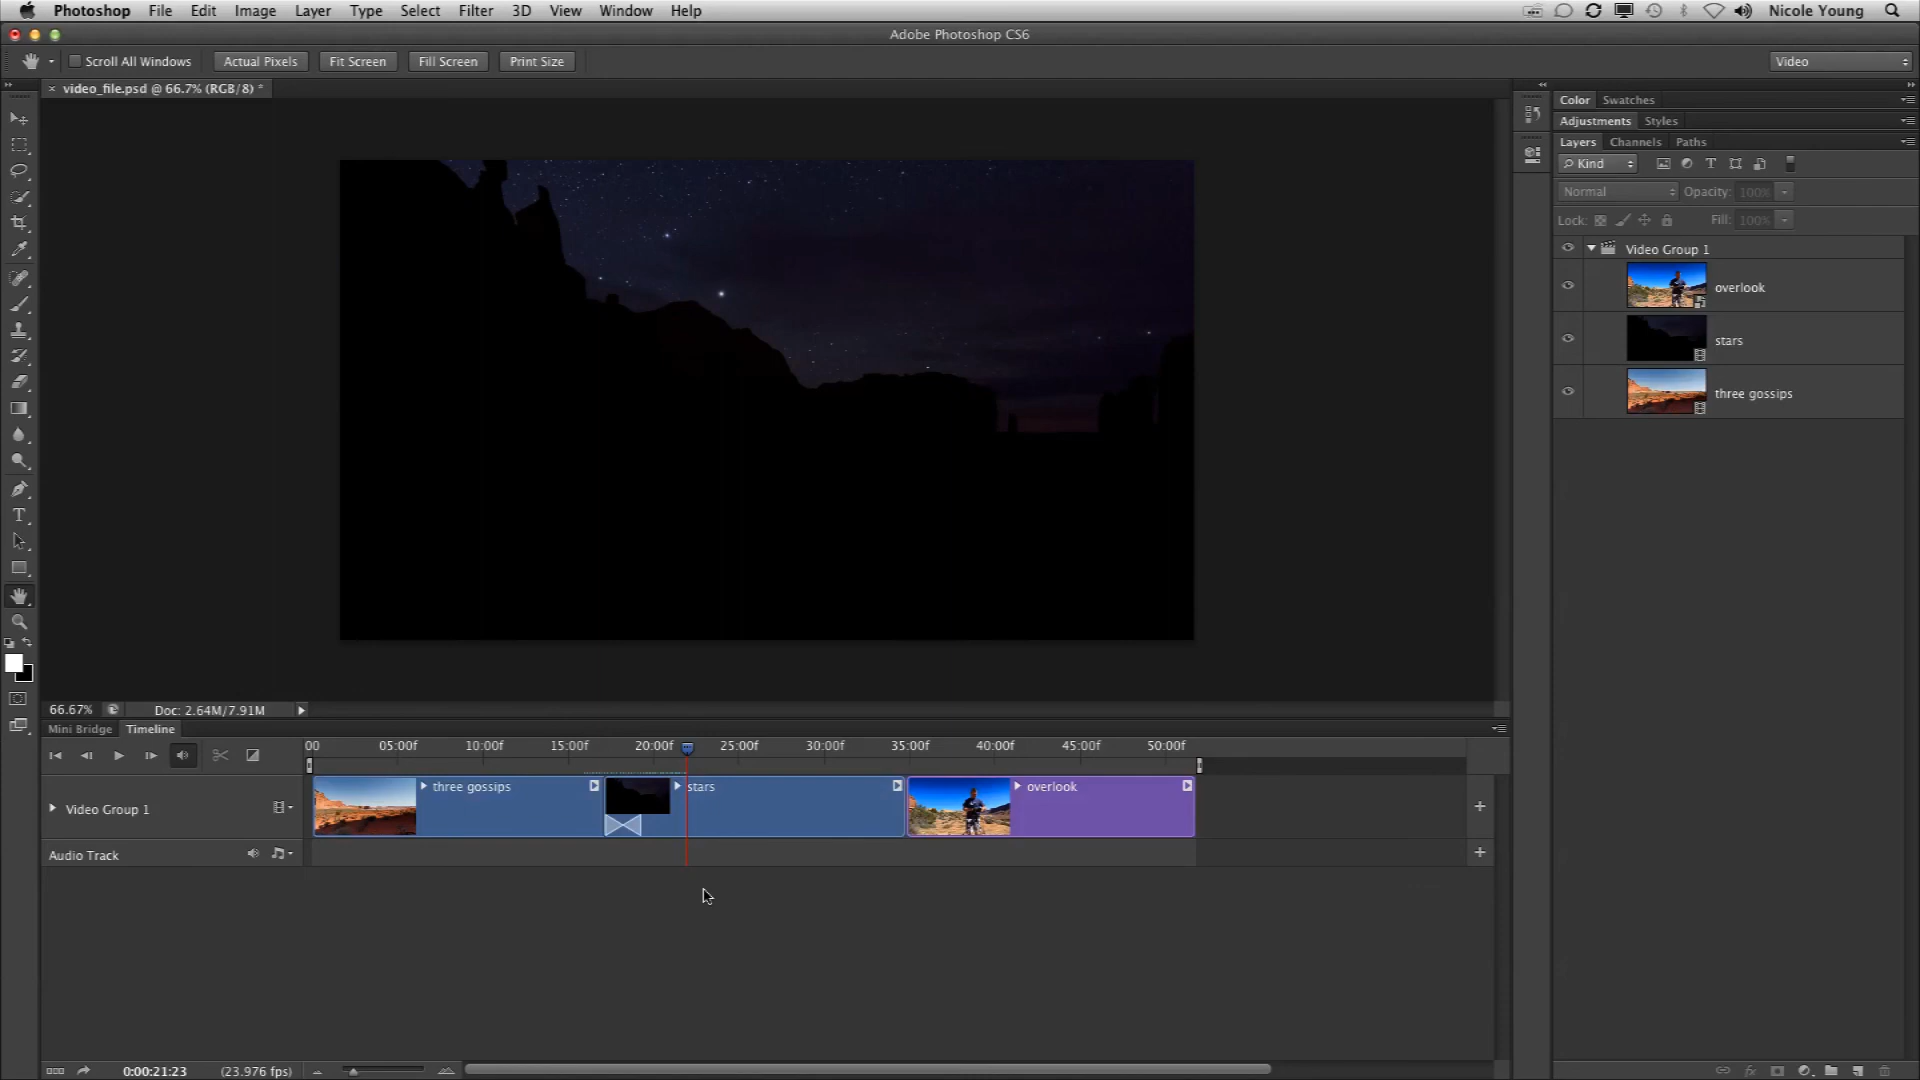 Photoshop File Edit Image Layer Type Select Filter 3D View Window Help Nicole Young
Adobe Photoshop CS6
Scroll All Windows Actual Pixels Fit Screen Fill Screen Print Size Video
video_file.psd @ 66.7% (RGB/8) *
Color Swatches
Adjustments Styles
Layers Channels Paths
Kind
Normal Opacity: 100%
Lock: Fill: 100%
Video Group 1
overlook
stars
three gossips
66.67% Doc: 2.64M/7.91M
Mini Bridge Timeline
00 05:00f 10:00f 15:00f 20:00f 25:00f 30:00f 35:00f 40:00f 45:00f 50:00f
three gossips stars overlook
Video Group 1
Audio Track
0:00:21:23 (23.976 fps)